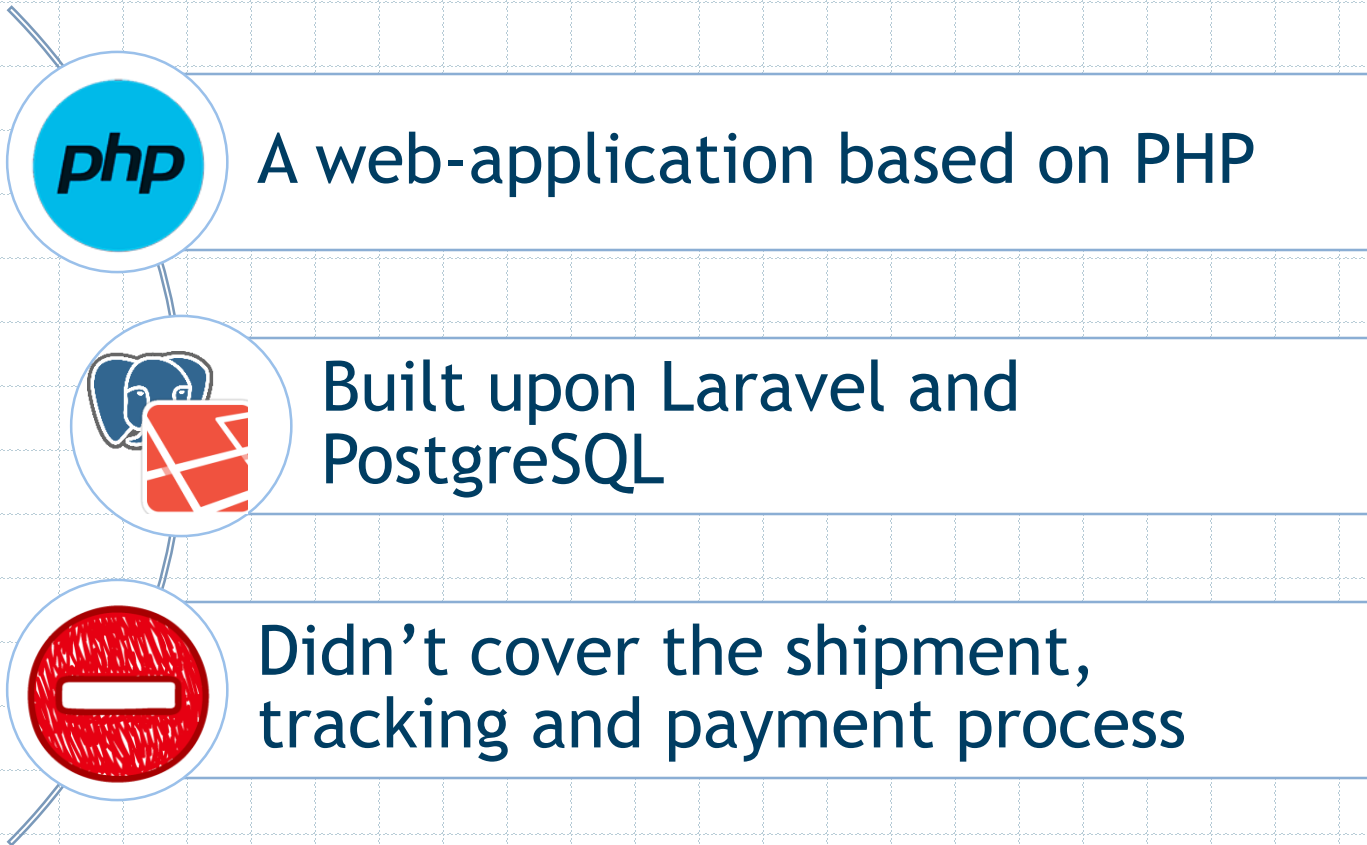 php
A web-application based on PHP
Built upon Laravel and
PostgreSQL
Didn’t cover the shipment,
tracking and payment process